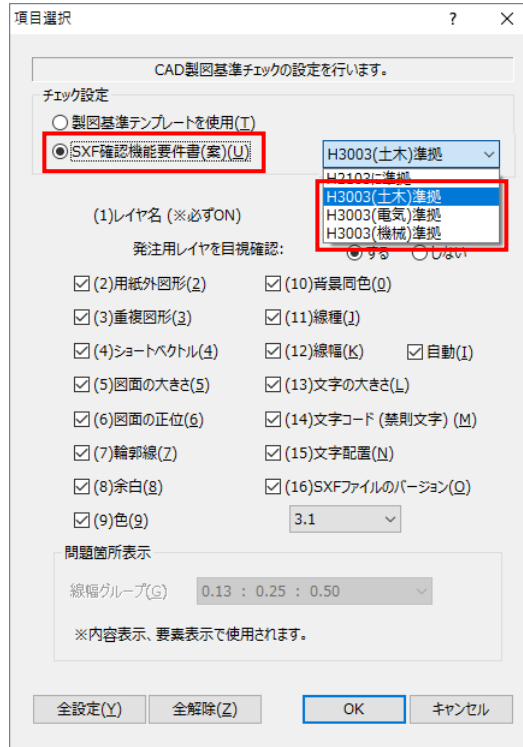 項目選択 ? ×
CAD製図基準チェックの設定を行います。
チェック設定
製図基準テンプレートを使用(T)
SXF確認機能要件書(案)(U) H3003(土木)準拠
H2103に準拠
H3003(土木)準拠
H3003(電気)準拠
H3003(機械)準拠
(1)レイヤ名 (※必ずON)
発注用レイヤを目視確認: する しない
(2)用紙外図形(2) (10)背景同色(0)
(3)重複図形(3) (11)線種(J)
(4)ショートベクトル(4) (12)線幅(K) 自動(I)
(5)図面の大きさ(5) (13)文字の大きさ(L)
(6)図面の正位(6) (14)文字コード (禁則文字) (M)
(7)輪郭線(7) (15)文字配置(N)
(8)余白(8) (16)SXFファイルのバージョン(O)
(9)色(9) 3.1
問題箇所表示
線幅グループ(G) 0.13 : 0.25 : 0.50
※内容表示、要素表示で使用されます。
全設定(Y) 全解除(Z) OK キャンセル